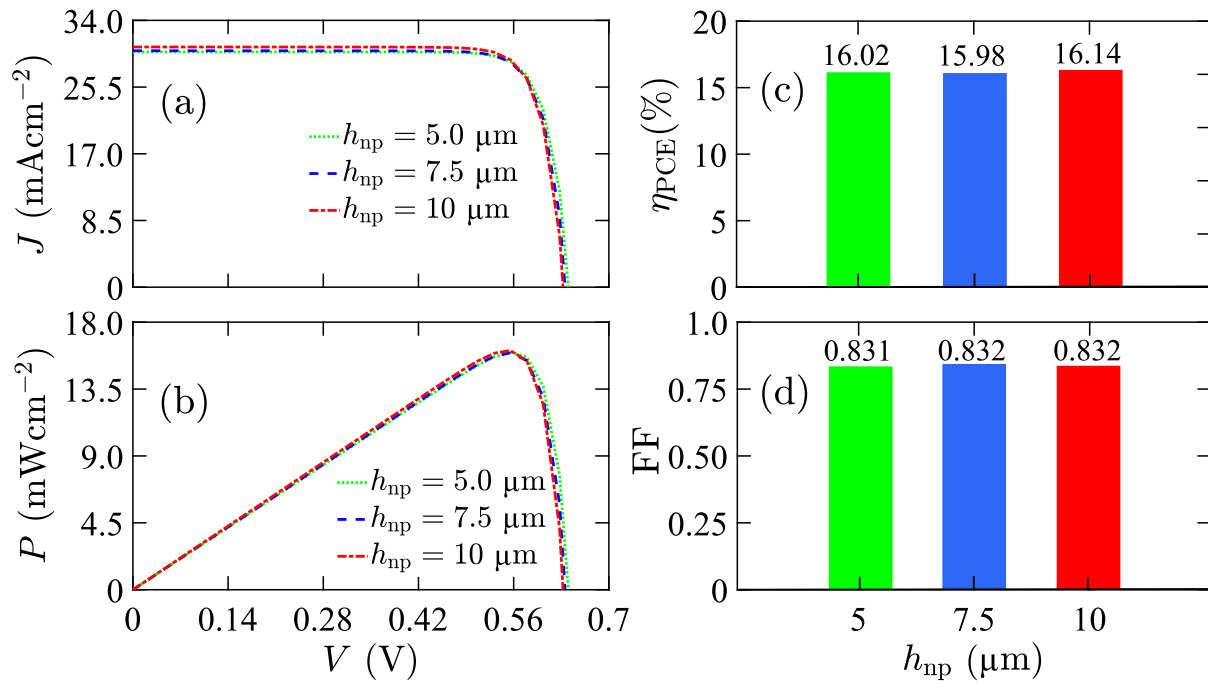 34.0
25.5
17.0
8.5
0
J (mAcm⁻²)
(a)
h_np = 5.0 µm
h_np = 7.5 µm
h_np = 10 µm
18.0
13.5
9.0
4.5
0
P (mWcm⁻²)
(b)
h_np = 5.0 µm
h_np = 7.5 µm
h_np = 10 µm
0 0.14 0.28 0.42 0.56 0.7
V (V)
20
15
10
5
0
η_PCE(%)
(c)
16.02 15.98 16.14
1.0
0.75
0.50
0.25
0
FF
(d)
0.831 0.832 0.832
5 7.5 10
h_np (µm)